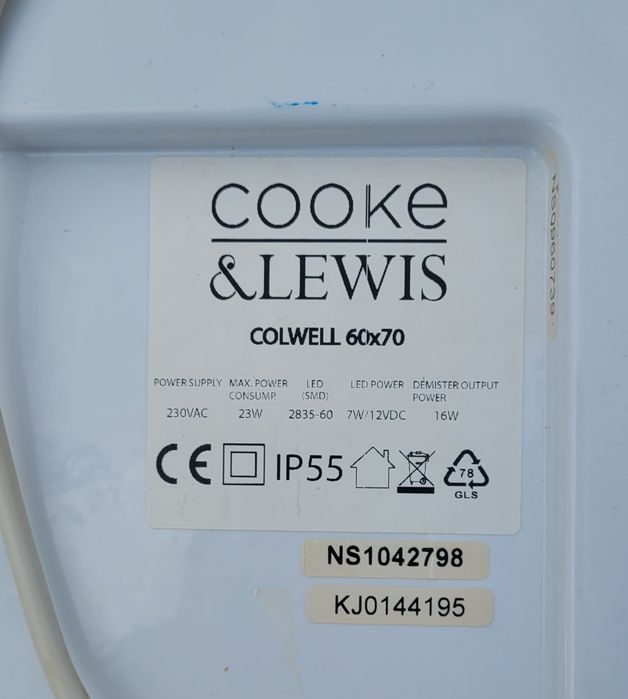 COOKE
&LEWIS
COLWELL 60x70
POWER SUPPLY MAX. POWER CONSUMP. LED (SMD) LED POWER DEMISTER OUTPUT POWER
230VAC 23W 2835-60 7W/12VDC 16W
CE IP55 78
GLS
NS1042798
KJ0144195